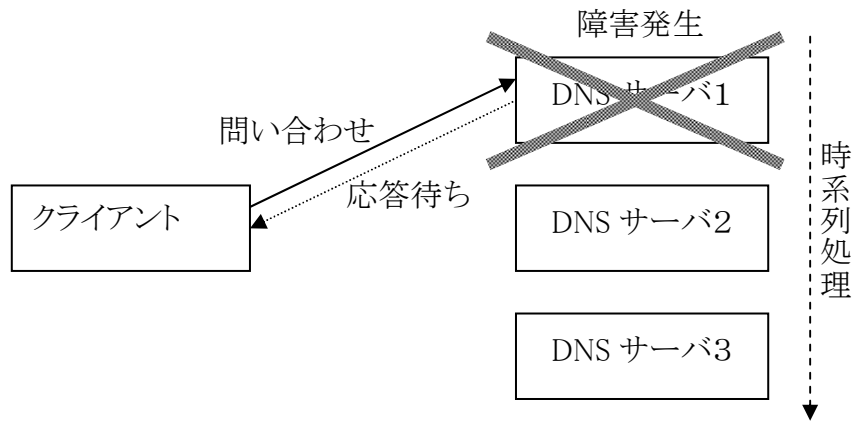 障害発生
DNS サーバ1
問い合わせ
応答待ち
クライアント
DNS サーバ2
DNS サーバ3
時系列処理